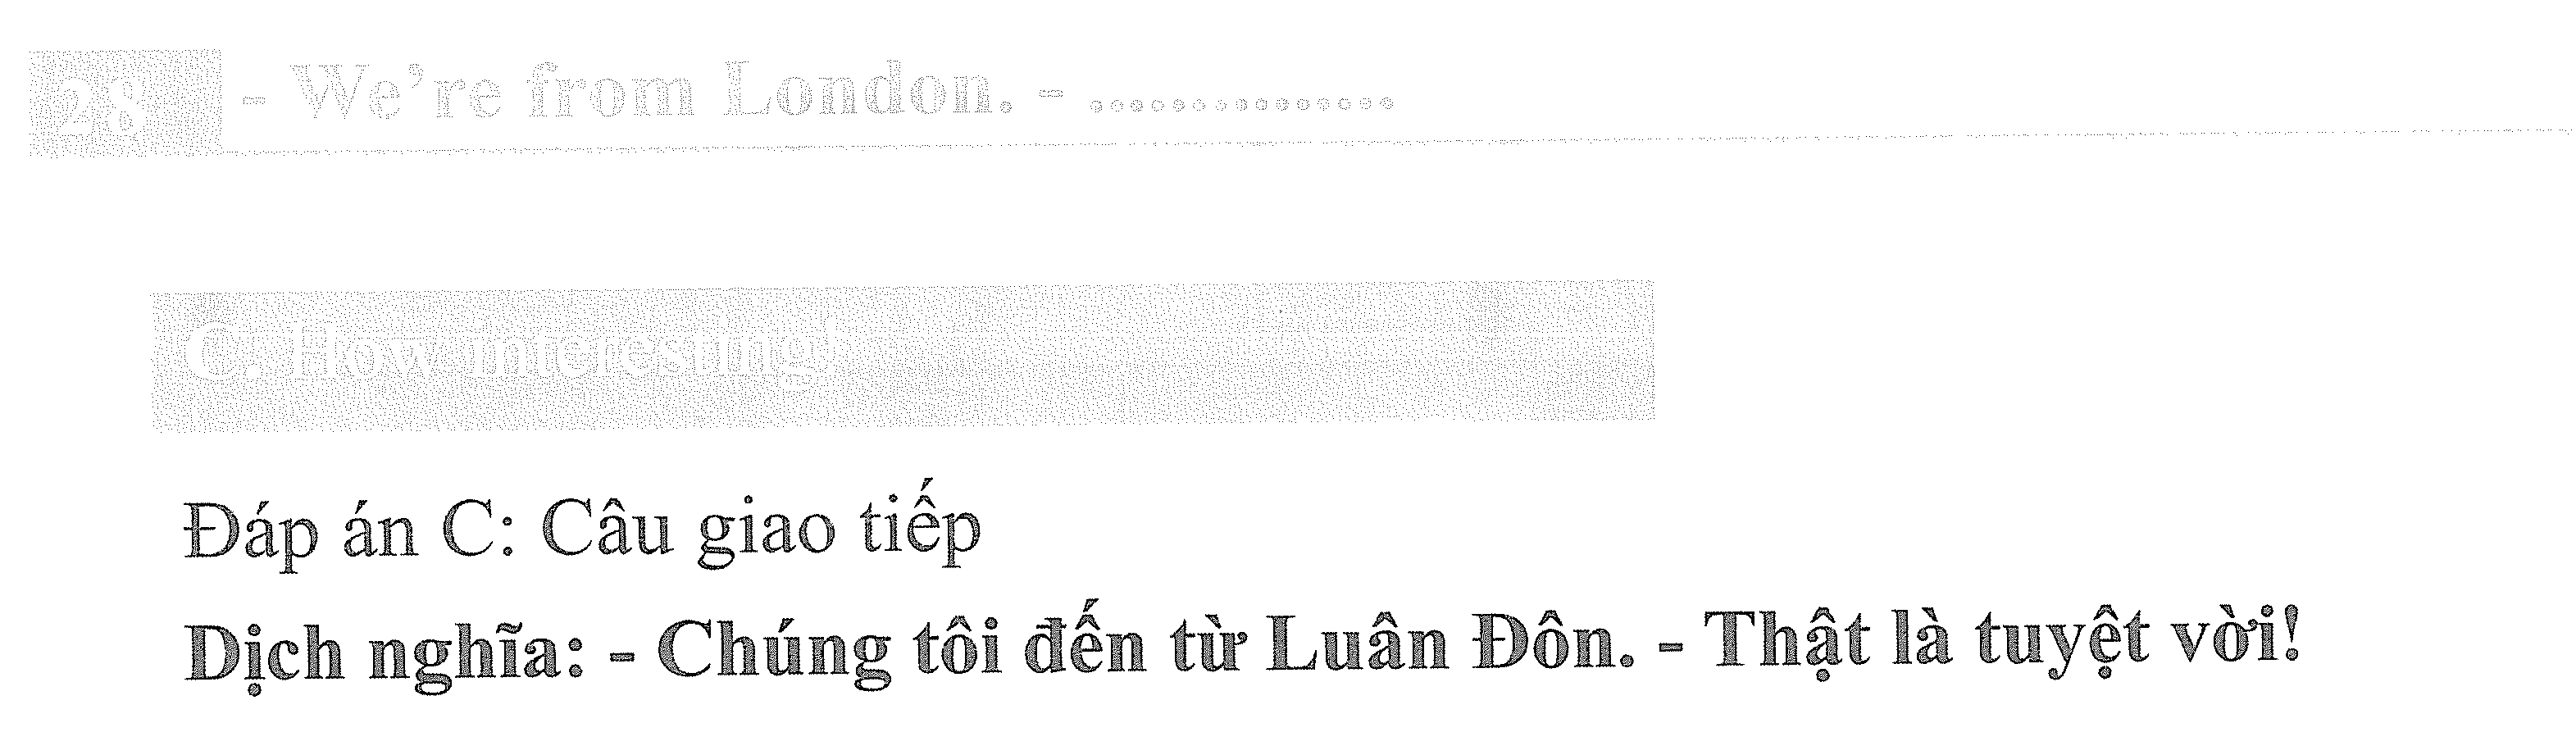 28 - We're from London. - ...............
C. How interesting!
Đáp án C: Câu giao tiếp
Dịch nghĩa: - Chúng tôi đến từ Luân Đôn. - Thật là tuyệt vời!